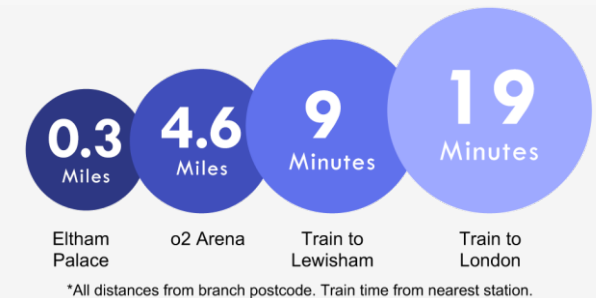 0.3
Miles
4.6
Miles
9
Minutes
19
Minutes
Eltham
Palace
o2 Arena
Train to
Lewisham
Train to
London
*All distances from branch postcode. Train time from nearest station.